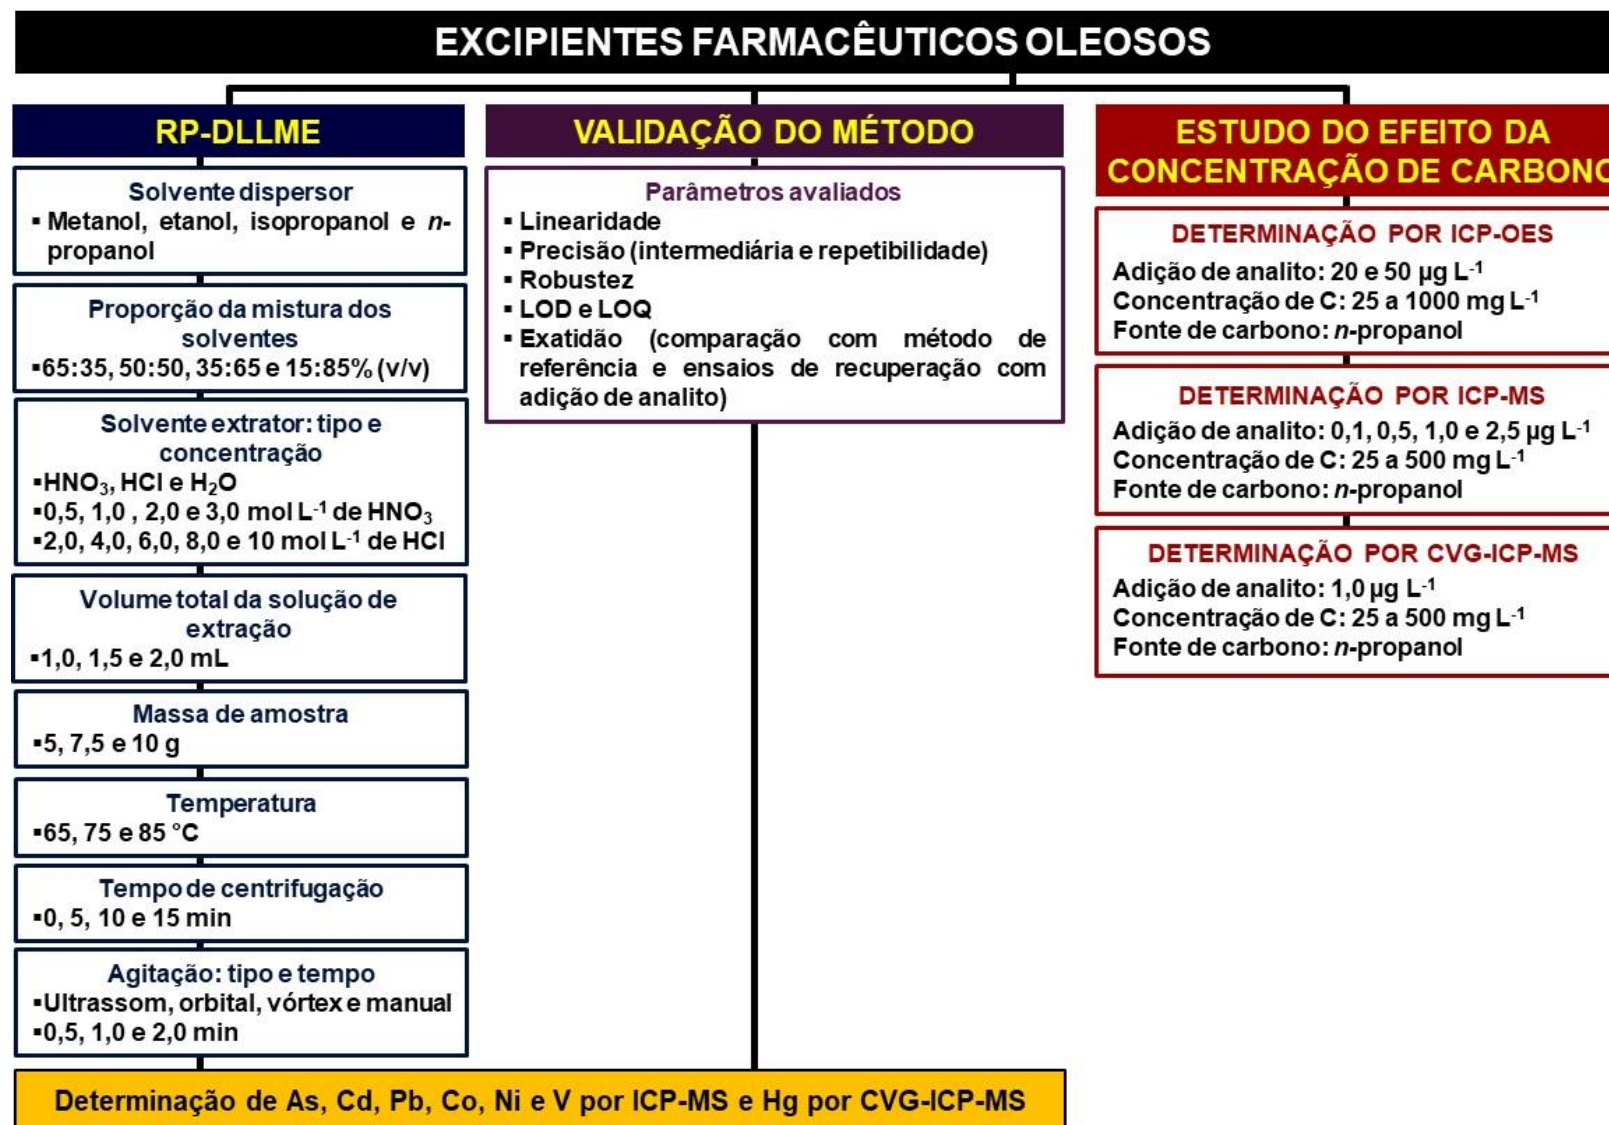 EXCIPIENTES FARMACÊUTICOS OLEOSOS
RP-DLLME
Solvente dispersor
▪ Metanol, etanol, isopropanol e n-
propanol
Proporção da mistura dos
solventes
▪65:35, 50:50, 35:65 e 15:85% (v/v)
Solvente extrator: tipo e
concentração
▪HNO₃, HCl e H₂O
▪0,5, 1,0 , 2,0 e 3,0 mol L⁻¹ de HNO₃
▪2,0, 4,0, 6,0, 8,0 e 10 mol L⁻¹ de HCl
Volume total da solução de
extração
▪1,0, 1,5 e 2,0 mL
Massa de amostra
▪5, 7,5 e 10 g
Temperatura
▪65, 75 e 85 °C
Tempo de centrifugação
▪0, 5, 10 e 15 min
Agitação: tipo e tempo
▪Ultrassom, orbital, vórtex e manual
▪0,5, 1,0 e 2,0 min
VALIDAÇÃO DO MÉTODO
Parâmetros avaliados
▪ Linearidade
▪ Precisão (intermediária e repetibilidade)
▪ Robustez
▪ LOD e LOQ
▪ Exatidão (comparação com método de
referência e ensaios de recuperação com
adição de analito)
ESTUDO DO EFEITO DA
CONCENTRAÇÃO DE CARBONO
DETERMINAÇÃO POR ICP-OES
Adição de analito: 20 e 50 µg L⁻¹
Concentração de C: 25 a 1000 mg L⁻¹
Fonte de carbono: n-propanol
DETERMINAÇÃO POR ICP-MS
Adição de analito: 0,1, 0,5, 1,0 e 2,5 µg L⁻¹
Concentração de C: 25 a 500 mg L⁻¹
Fonte de carbono: n-propanol
DETERMINAÇÃO POR CVG-ICP-MS
Adição de analito: 1,0 µg L⁻¹
Concentração de C: 25 a 500 mg L⁻¹
Fonte de carbono: n-propanol
Determinação de As, Cd, Pb, Co, Ni e V por ICP-MS e Hg por CVG-ICP-MS